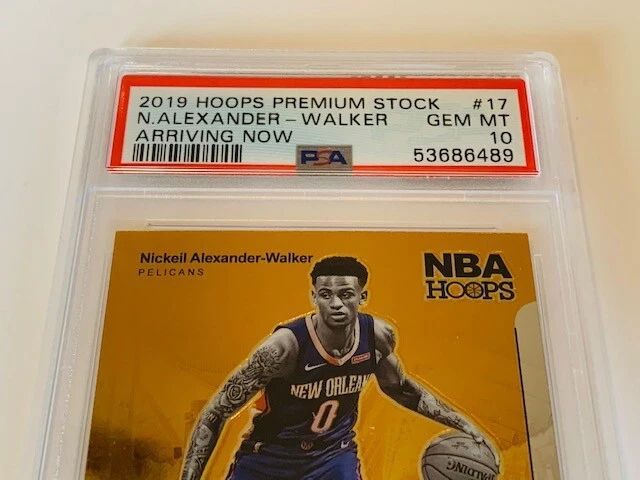 2019 HOOPS PREMIUM STOCK #17
N.ALEXANDER-WALKER GEM MT
ARRIVING NOW 10
PSA 53686489
Nickeil Alexander-Walker
PELICANS
NBA
HOOPS
NEW ORLEANS
0
SPALDING